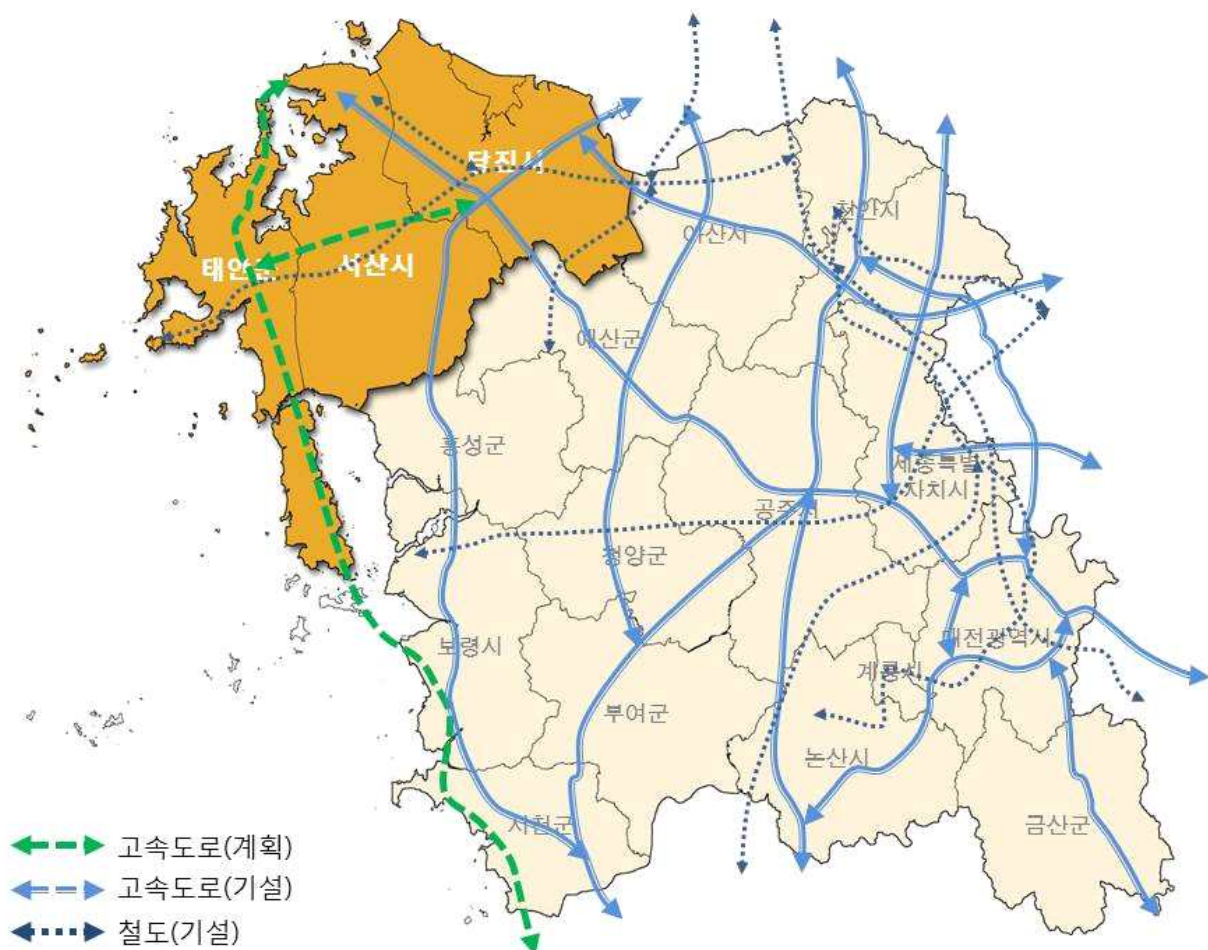 당진시
천안시
아산시
태안군
서산시
예산군
홍성군
세종특별
자치시
공주시
청양군
보령시
대전광역시
계룡시
부여군
논산시
서천군
금산군
고속도로(계획)
고속도로(기설)
철도(기설)